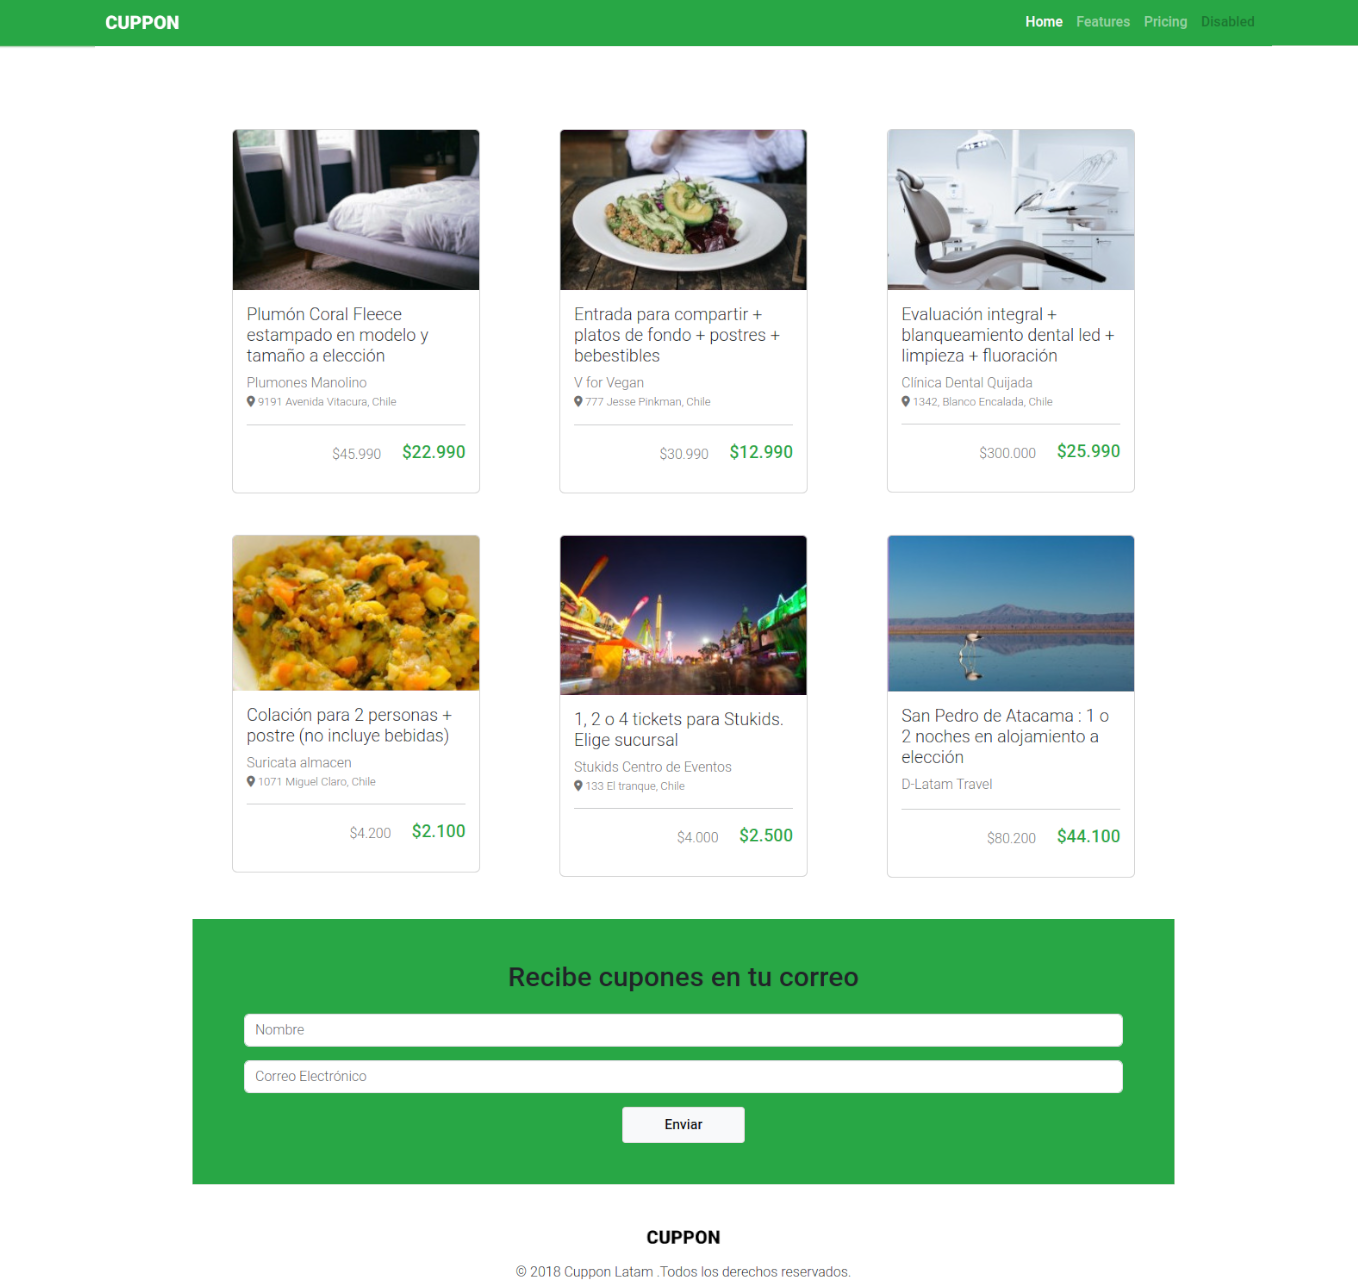 CUPPON
Home Features Pricing Disabled
Plumón Coral Fleece
estampado en modelo y
tamaño a elección
Plumones Manolino
9191 Avenida Vitacura, Chile
$45.990 $22.990
Entrada para compartir +
platos de fondo + postres +
bebestibles
V for Vegan
777 Jesse Pinkman, Chile
$30.990 $12.990
Evaluación integral +
blanqueamiento dental led +
limpieza + fluoración
Clínica Dental Quijada
1342, Blanco Encalada, Chile
$300.000 $25.990
Colación para 2 personas +
postre (no incluye bebidas)
Suricata almacen
1071 Miguel Claro, Chile
$4.200 $2.100
1, 2 o 4 tickets para Stukids.
Elige sucursal
Stukids Centro de Eventos
133 El tranque, Chile
$4.000 $2.500
San Pedro de Atacama : 1 o
2 noches en alojamiento a
elección
D-Latam Travel
$80.200 $44.100
Recibe cupones en tu correo
Nombre
Correo Electrónico
Enviar
CUPPON
© 2018 Cuppon Latam .Todos los derechos reservados.